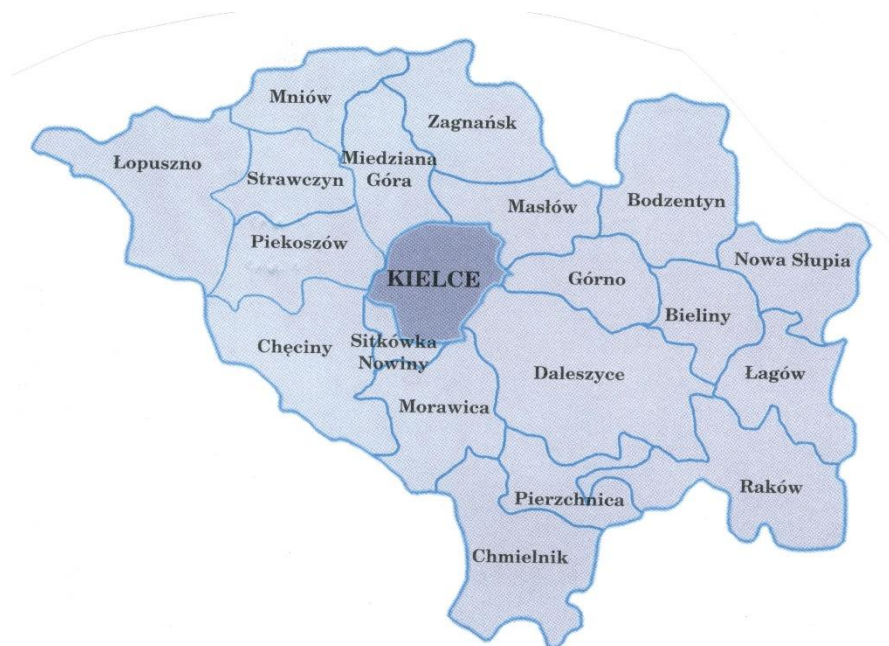 Mniów
Zagnańsk
Łopuszno
Miedziana
Góra
Strawczyn
Masłów
Bodzentyn
Piekoszów
Nowa Słupia
KIELCE
Górno
Bieliny
Sitkówka
Nowiny
Chęciny
Daleszyce
Łagów
Morawica
Pierzchnica
Raków
Chmielnik